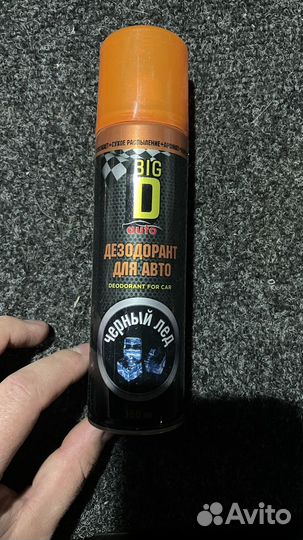 СУХОЕ РАСПЫЛЕНИЕ
BIG
D
auto
ДЕЗОДОРАНТ
ДЛЯ АВТО
DEODORANT FOR CAR
ЧЕРНЫЙ ЛЕД
Avito